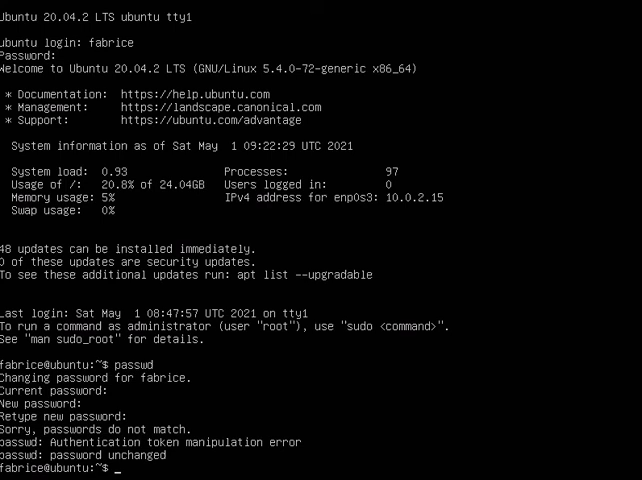 Ubuntu 20.04.2 LTS ubuntu tty1
ubuntu login: fabrice
Password:
Welcome to Ubuntu 20.04.2 LTS (GNU/Linux 5.4.0-72-generic x86_64)
* Documentation: https://help.ubuntu.com
* Management: https://landscape.canonical.com
* Support: https://ubuntu.com/advantage
System information as of Sat May 1 09:22:29 UTC 2021
System load: 0.93 Processes: 97
Usage of /: 20.8% of 24.04GB Users logged in: 0
Memory usage: 5% IPv4 address for enp0s3: 10.0.2.15
Swap usage: 0%
48 updates can be installed immediately.
0 of these updates are security updates.
To see these additional updates run: apt list --upgradable
Last login: Sat May 1 08:47:57 UTC 2021 on tty1
To run a command as administrator (user "root"), use "sudo <command>".
See "man sudo_root" for details.
fabrice@ubuntu:~$ passwd
Changing password for fabrice.
Current password:
New password:
Retype new password:
Sorry, passwords do not match.
passwd: Authentication token manipulation error
passwd: password unchanged
fabrice@ubuntu:~$ _